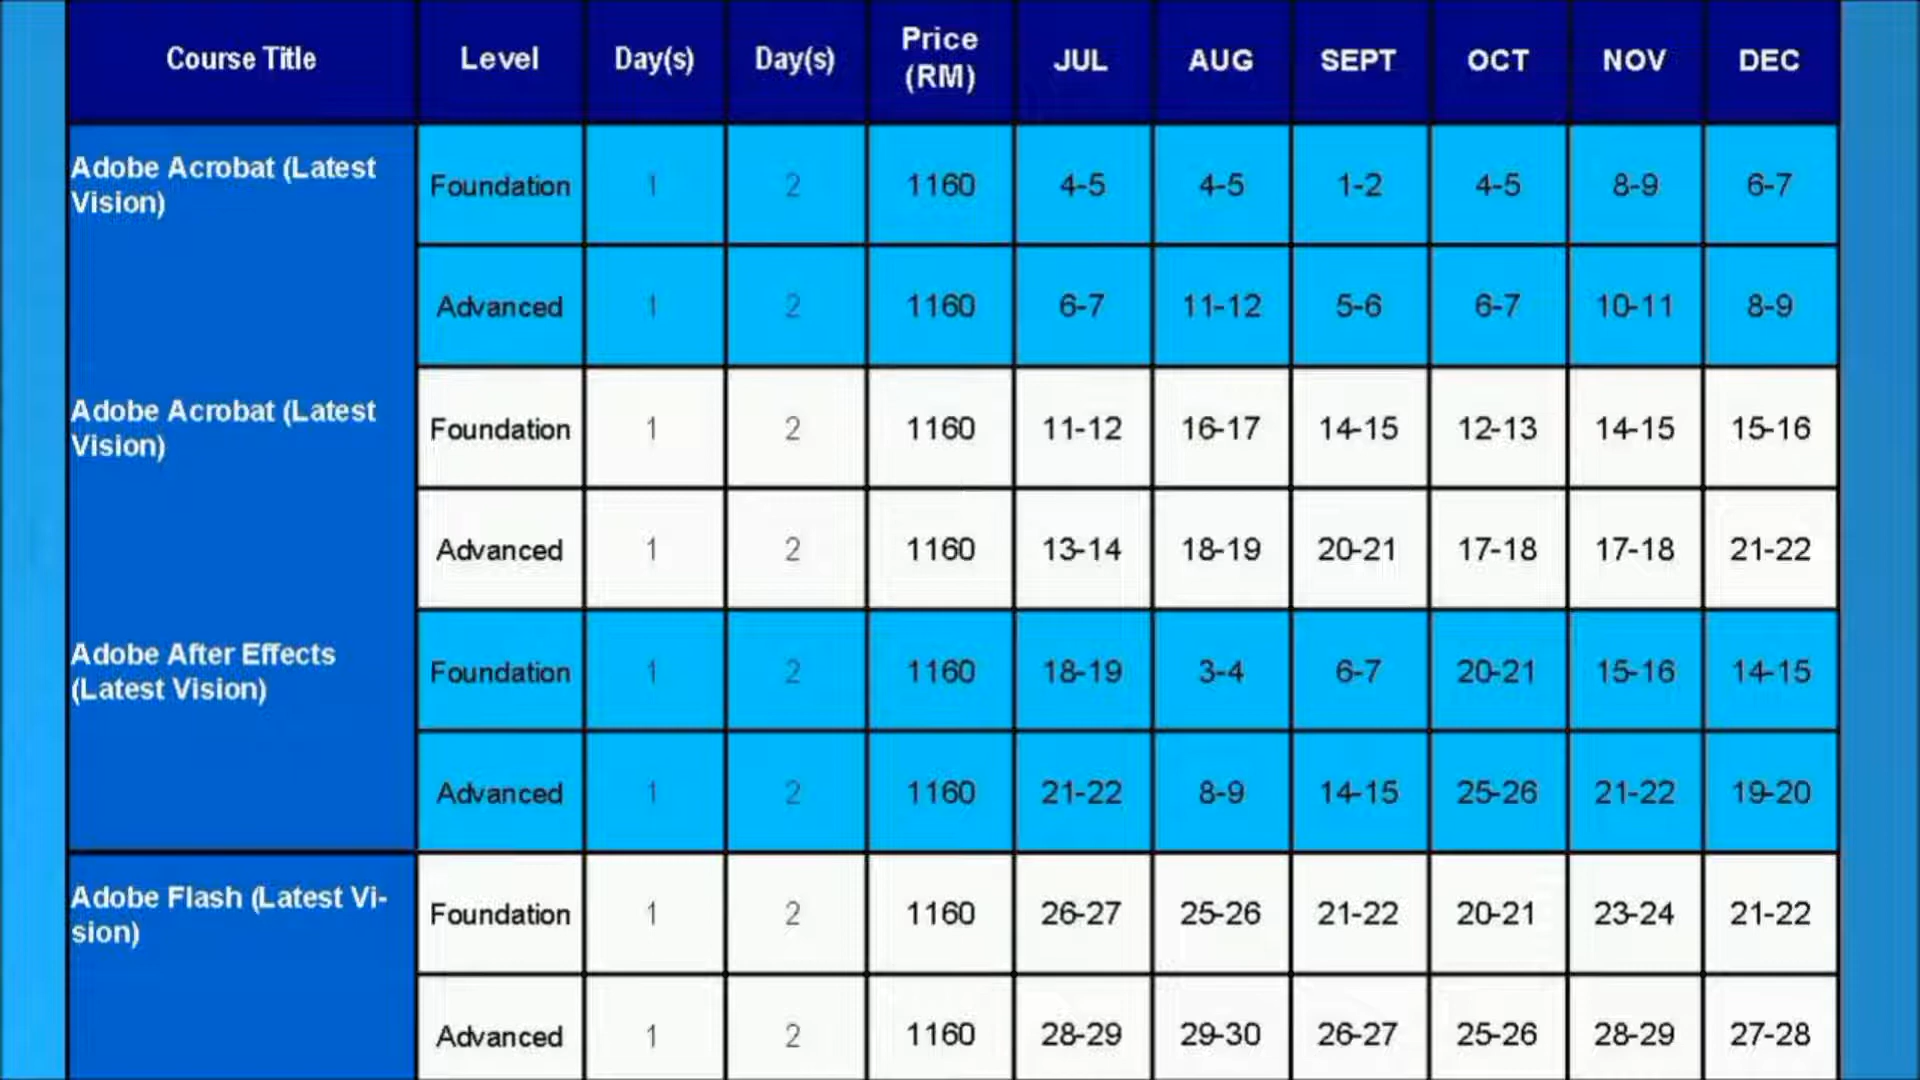 Course Title Level Day(s) Day(s) Price (RM) JUL AUG SEPT OCT NOV DEC
Adobe Acrobat (Latest
Vision)
Foundation 1 2 1160 4-5 4-5 1-2 4-5 8-9 6-7
Advanced 1 2 1160 6-7 11-12 5-6 6-7 10-11 8-9
Adobe Acrobat (Latest
Vision)
Foundation 1 2 1160 11-12 16-17 14-15 12-13 14-15 15-16
Advanced 1 2 1160 13-14 18-19 20-21 17-18 17-18 21-22
Adobe After Effects
(Latest Vision)
Foundation 1 2 1160 18-19 3-4 6-7 20-21 15-16 14-15
Advanced 1 2 1160 21-22 8-9 14-15 25-26 21-22 19-20
Adobe Flash (Latest Vi-
sion)
Foundation 1 2 1160 26-27 25-26 21-22 20-21 23-24 21-22
Advanced 1 2 1160 28-29 29-30 26-27 25-26 28-29 27-28